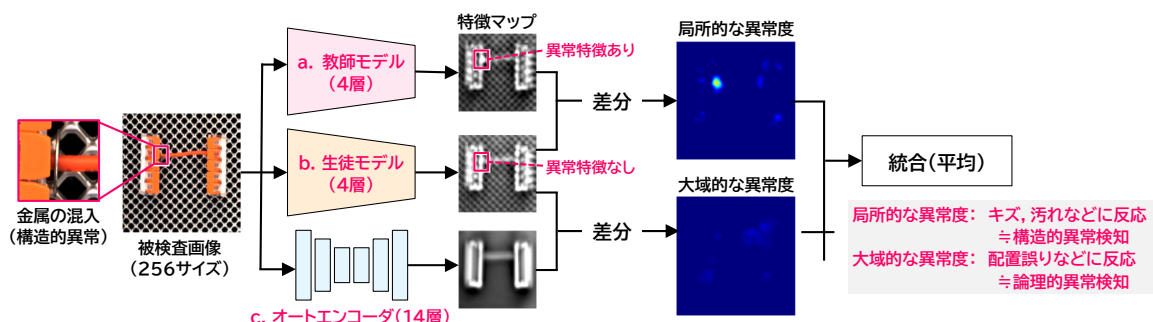 特徴マップ
局所的な異常度
a. 教師モデル
(4層)
異常特徴あり
差分
b. 生徒モデル
(4層)
異常特徴なし
統合(平均)
金属の混入
(構造的異常)
被検査画像
(256サイズ)
大域的な異常度
差分
c. オートエンコーダ(14層)
局所的な異常度: キズ, 汚れなどに反応
≒構造的異常検知
大域的な異常度: 配置誤りなどに反応
≒論理的異常検知